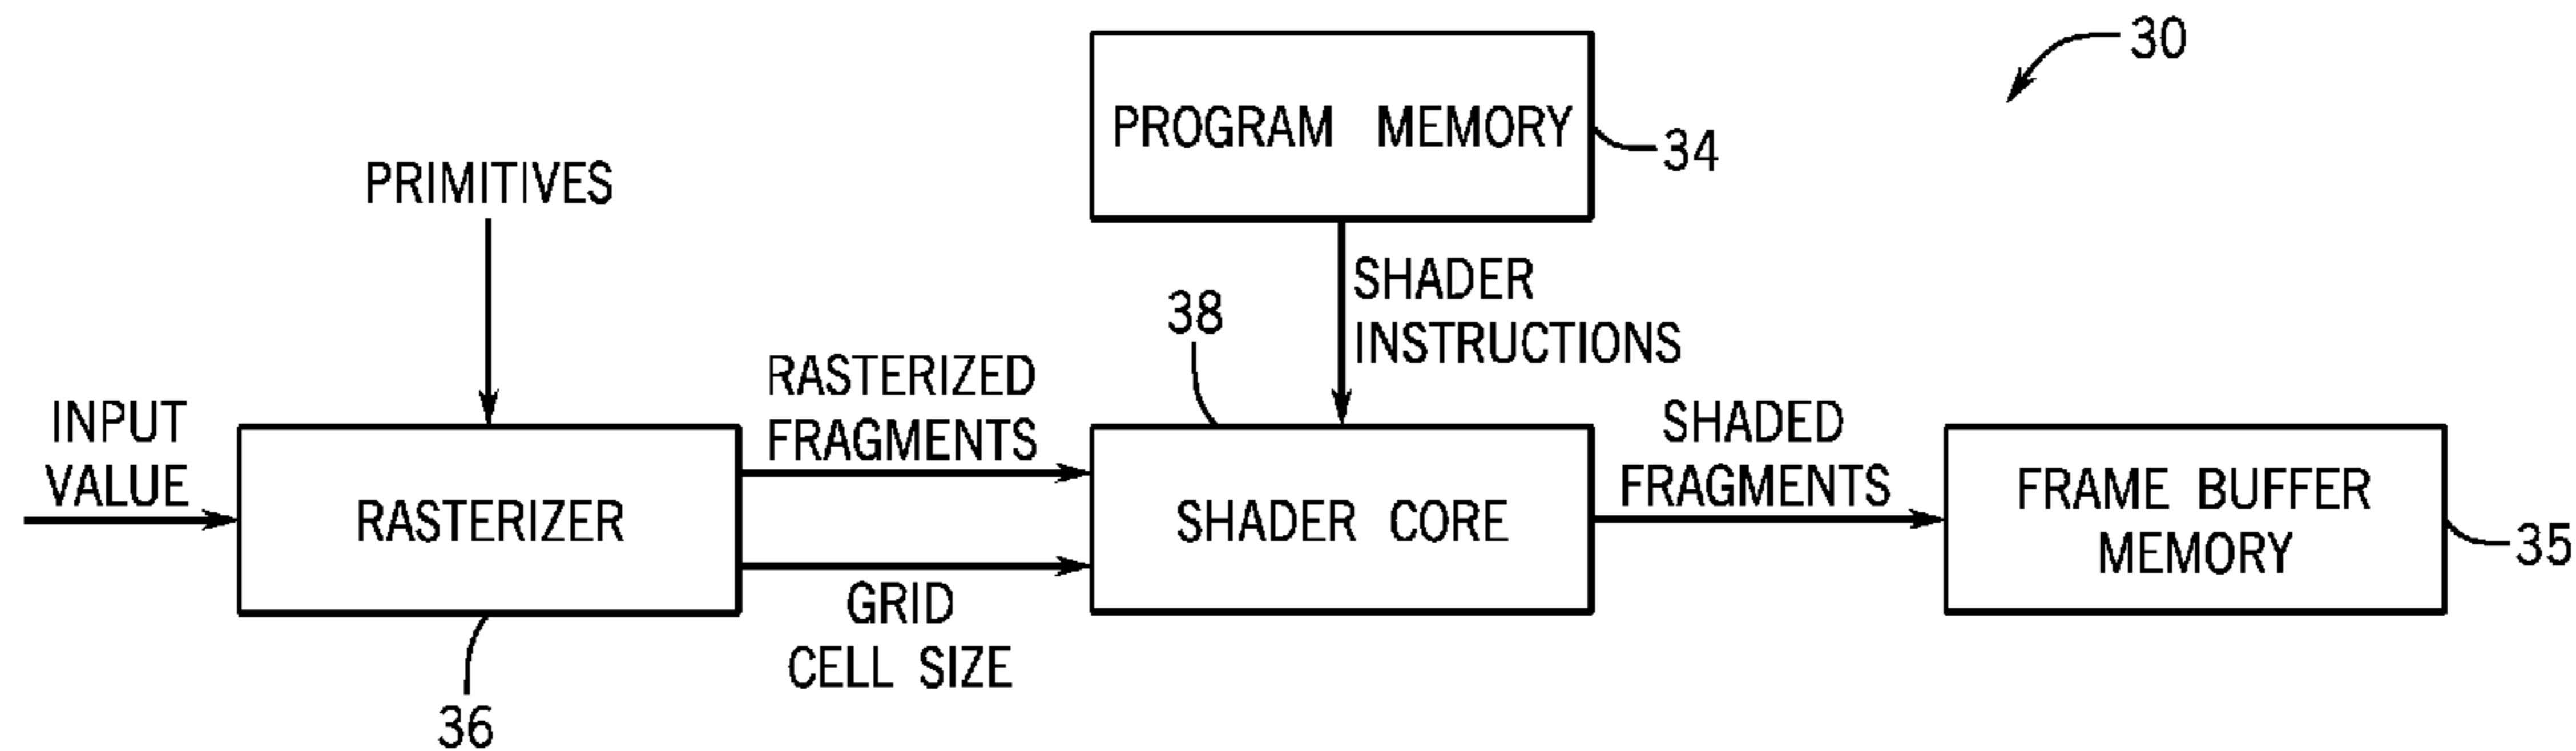 30
PROGRAM MEMORY
34
PRIMITIVES
SHADER
INSTRUCTIONS
38
RASTERIZED
FRAGMENTS
INPUT
VALUE
SHADED
FRAGMENTS
RASTERIZER
SHADER CORE
FRAME BUFFER
MEMORY
35
GRID
CELL SIZE
36